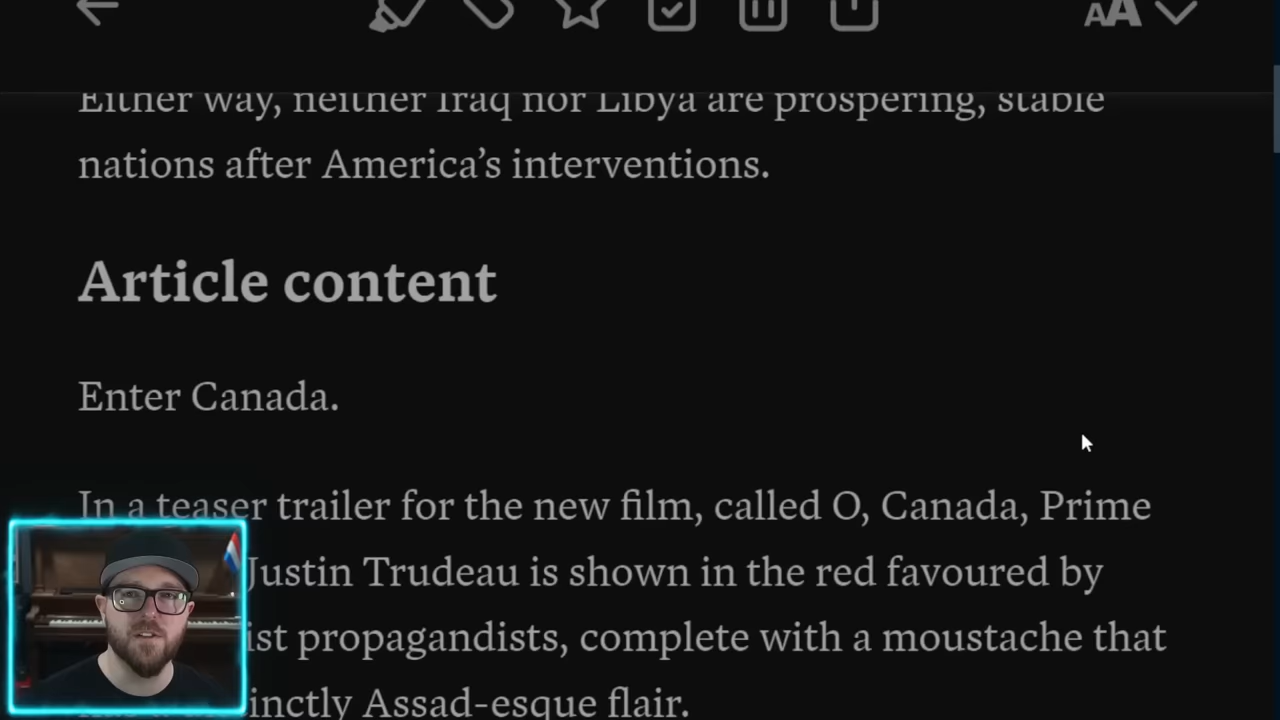 AA
Either way, neither Iraq nor Libya are prospering, stable
nations after America’s interventions.
Article content
Enter Canada.
In a teaser trailer for the new film, called O, Canada, Prime
Justin Trudeau is shown in the red favoured by
propagandists, complete with a moustache that
Assad-esque flair.